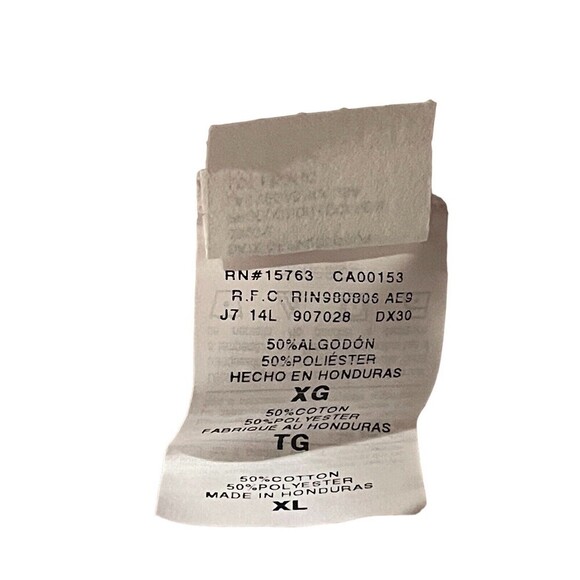 RN#15763 CA00153
R.F.C. RIN980806 AE9
J7 14L 907028 DX30
50%ALGODÓN
50%POLIÉSTER
HECHO EN HONDURAS
XG
50%COTON
50%POLYESTER
FABRIQUE AU HONDURAS
TG
50%COTTON
50%POLYESTER
MADE IN HONDURAS
XL